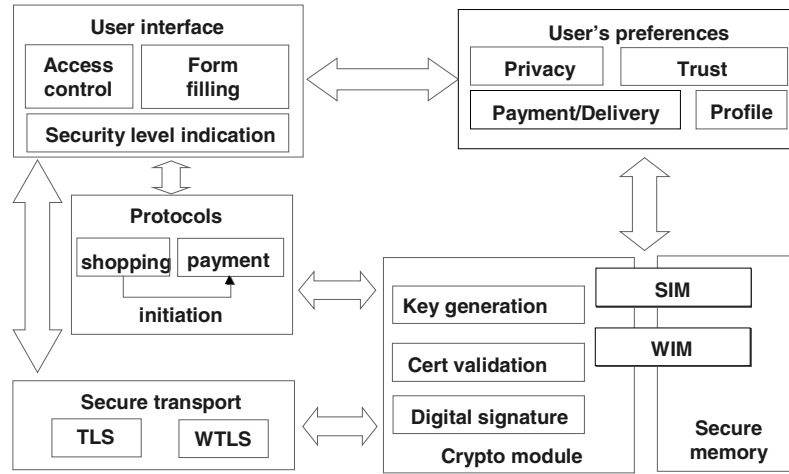 User interface
Access
control
Form
filling
Security level indication
User's preferences
Privacy
Trust
Payment/Delivery
Profile
Protocols
shopping
payment
initiation
Secure transport
TLS
WTLS
Key generation
Cert validation
Digital signature
Crypto module
SIM
WIM
Secure
memory